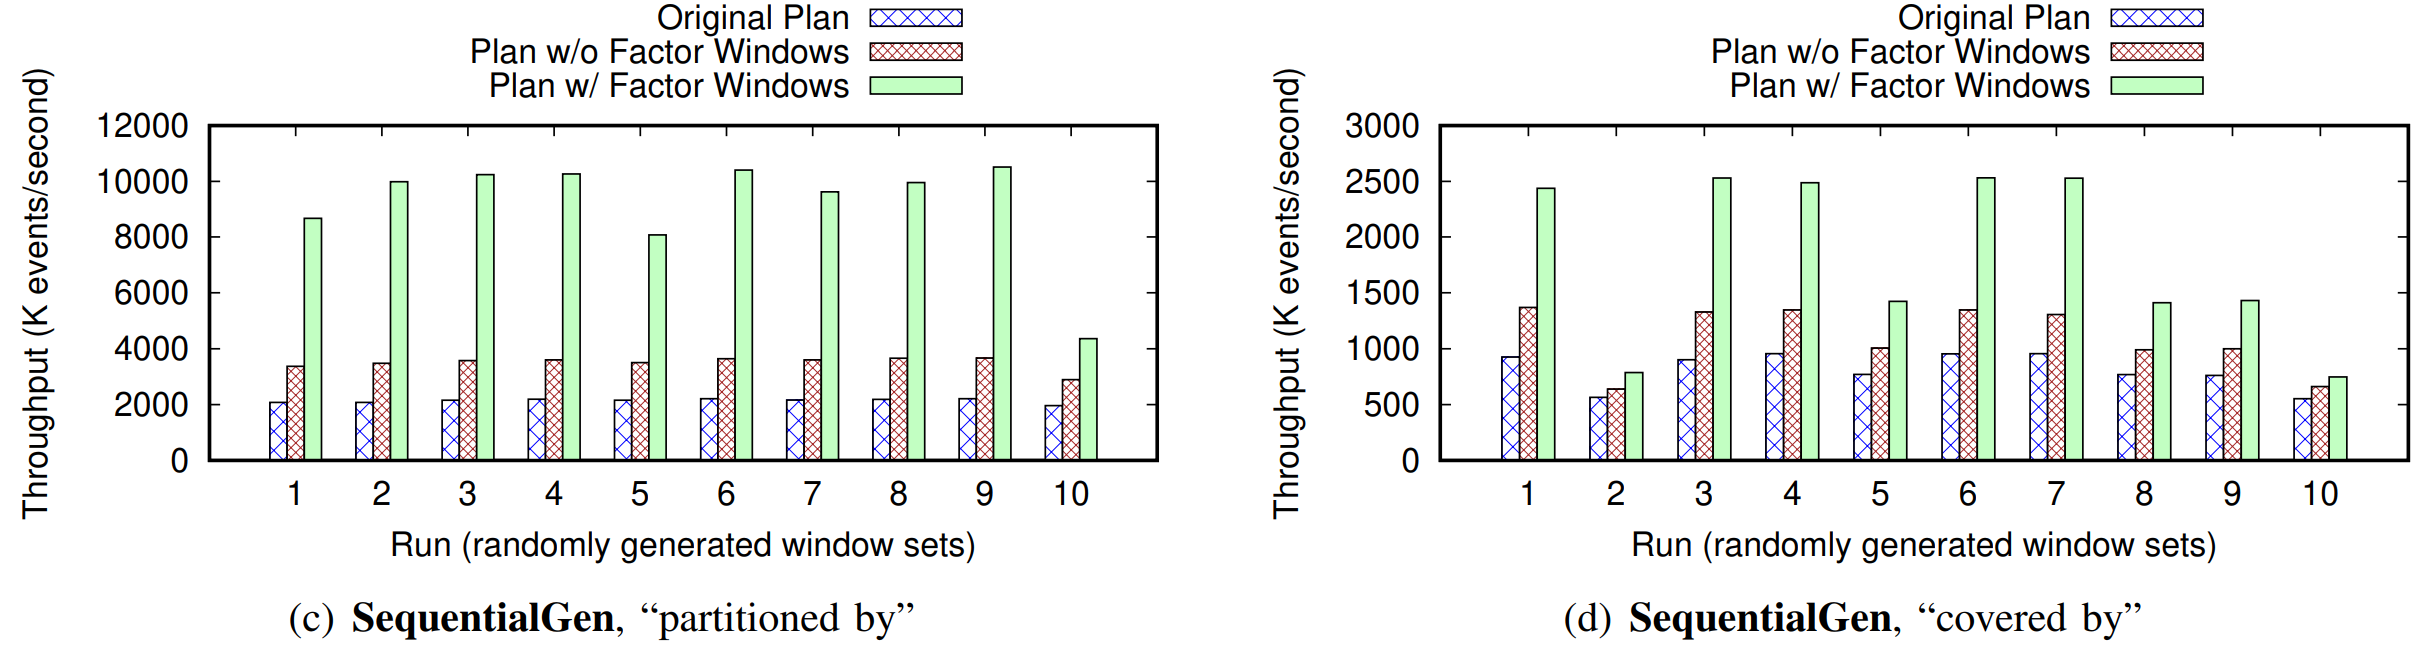 Original Plan
Plan w/o Factor Windows
Plan w/ Factor Windows
Throughput (K events/second)
12000
10000
8000
6000
4000
2000
0
1 2 3 4 5 6 7 8 9 10
Run (randomly generated window sets)
(c) SequentialGen, “partitioned by”
Original Plan
Plan w/o Factor Windows
Plan w/ Factor Windows
Throughput (K events/second)
3000
2500
2000
1500
1000
500
0
1 2 3 4 5 6 7 8 9 10
Run (randomly generated window sets)
(d) SequentialGen, “covered by”